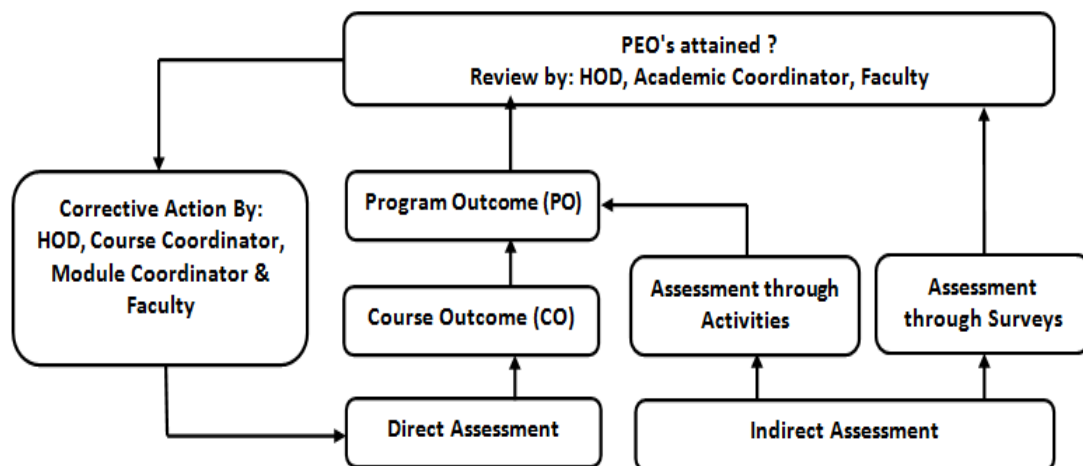 PEO's attained ?
Review by: HOD, Academic Coordinator, Faculty
Corrective Action By:
HOD, Course Coordinator,
Module Coordinator &
Faculty
Program Outcome (PO)
Course Outcome (CO)
Assessment through
Activities
Assessment
through Surveys
Direct Assessment
Indirect Assessment